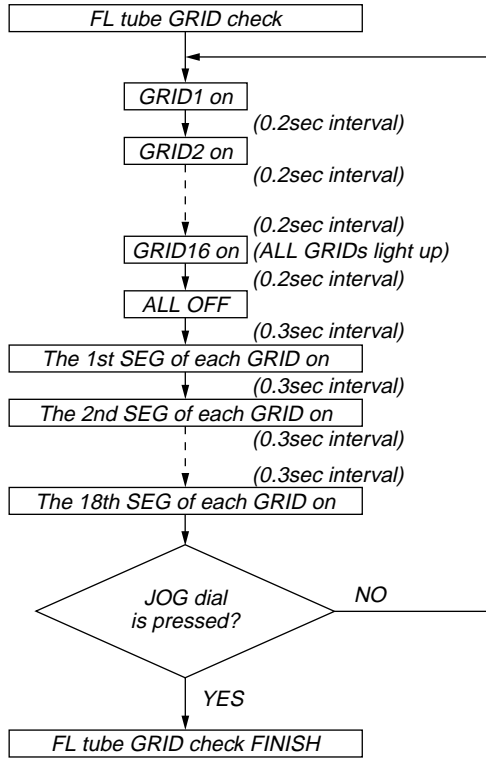 FL tube GRID check
GRID1 on
(0.2sec interval)
GRID2 on
(0.2sec interval)
(0.2sec interval)
GRID16 on (ALL GRIDs light up)
(0.2sec interval)
ALL OFF
(0.3sec interval)
The 1st SEG of each GRID on
(0.3sec interval)
The 2nd SEG of each GRID on
(0.3sec interval)
(0.3sec interval)
The 18th SEG of each GRID on
JOG dial
is pressed?
NO
YES
FL tube GRID check FINISH